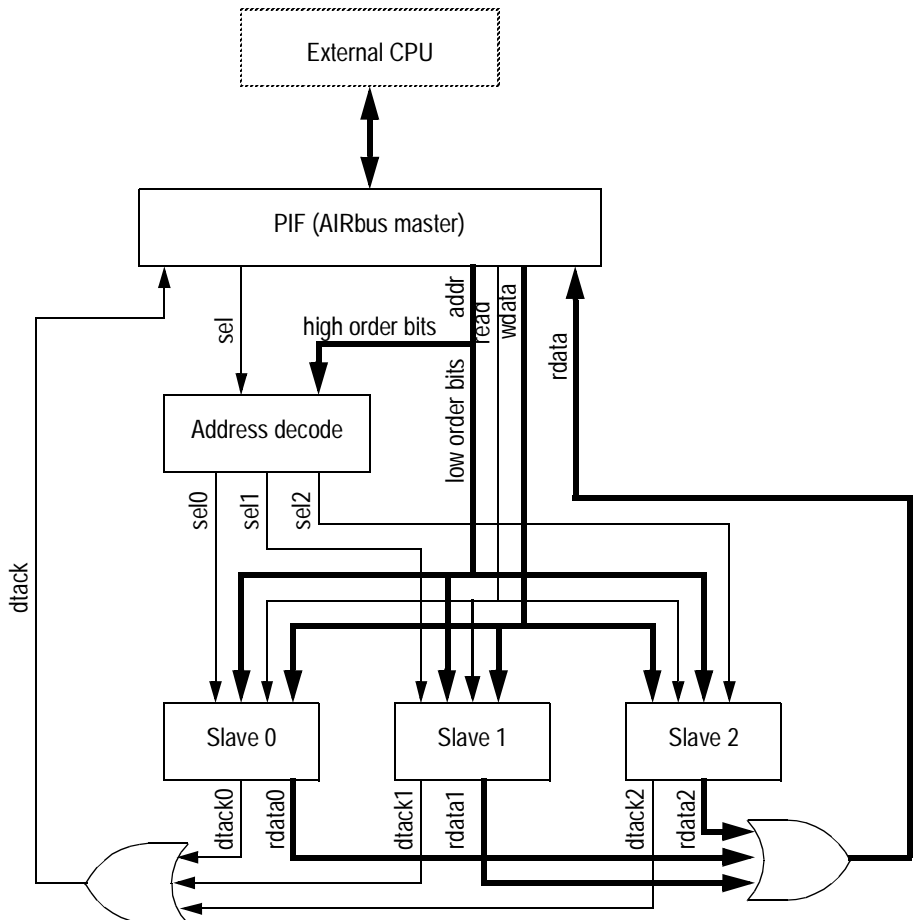 External CPU
PIF (AIRbus master)
sel
high order bits
addr
read
wdata
rdata
low order bits
Address decode
sel0
sel1
sel2
dtack
Slave 0
Slave 1
Slave 2
dtack0
rdata0
dtack1
rdata1
dtack2
rdata2